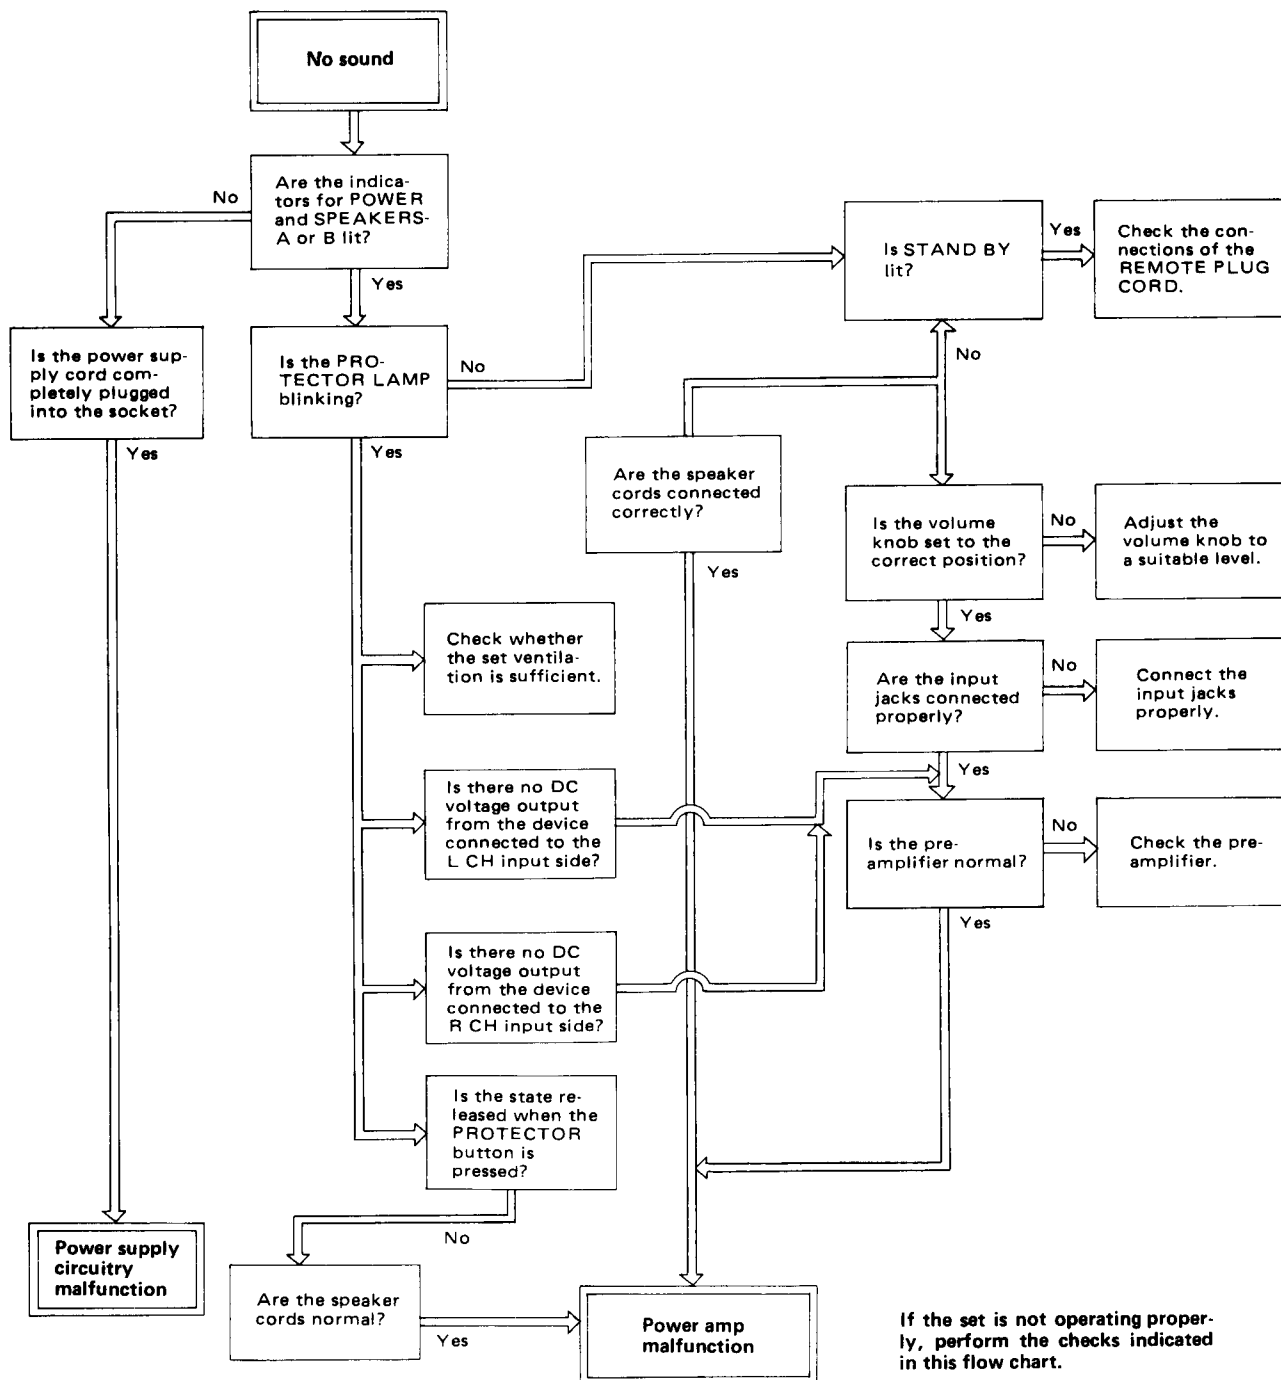 No sound
Are the indica-
tors for POWER
and SPEAKERS-
A or B lit?
No
Yes
Is STAND BY
lit?
Yes
Check the con-
nections of the
REMOTE PLUG
CORD.
No
Is the power sup-
ply cord com-
pletely plugged
into the socket?
Yes
Is the PRO-
TECTOR LAMP
blinking?
No
Yes
Are the speaker
cords connected
correctly?
Yes
Is the volume
knob set to the
correct position?
No
Adjust the
volume knob to
a suitable level.
Yes
Check whether
the set ventila-
tion is sufficient.
Are the input
jacks connected
properly?
No
Connect the
input jacks
properly.
Yes
Is there no DC
voltage output
from the device
connected to the
L CH input side?
Is the pre-
amplifier normal?
No
Check the pre-
amplifier.
Yes
Is there no DC
voltage output
from the device
connected to the
R CH input side?
Is the state re-
leased when the
PROTECTOR
button is
pressed?
No
Power supply
circuitry
malfunction
Are the speaker
cords normal?
Yes
Power amp
malfunction
If the set is not operating proper-
ly, perform the checks indicated
in this flow chart.